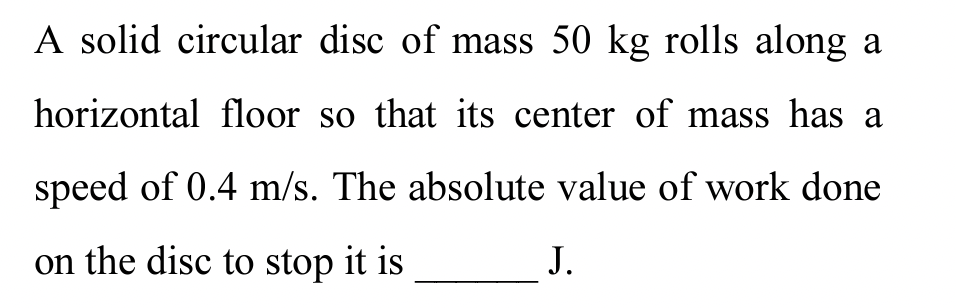 A solid circular disc of mass 50 kg rolls along a
horizontal floor so that its center of mass has a
speed of 0.4 m/s. The absolute value of work done
on the disc to stop it is ______ J.